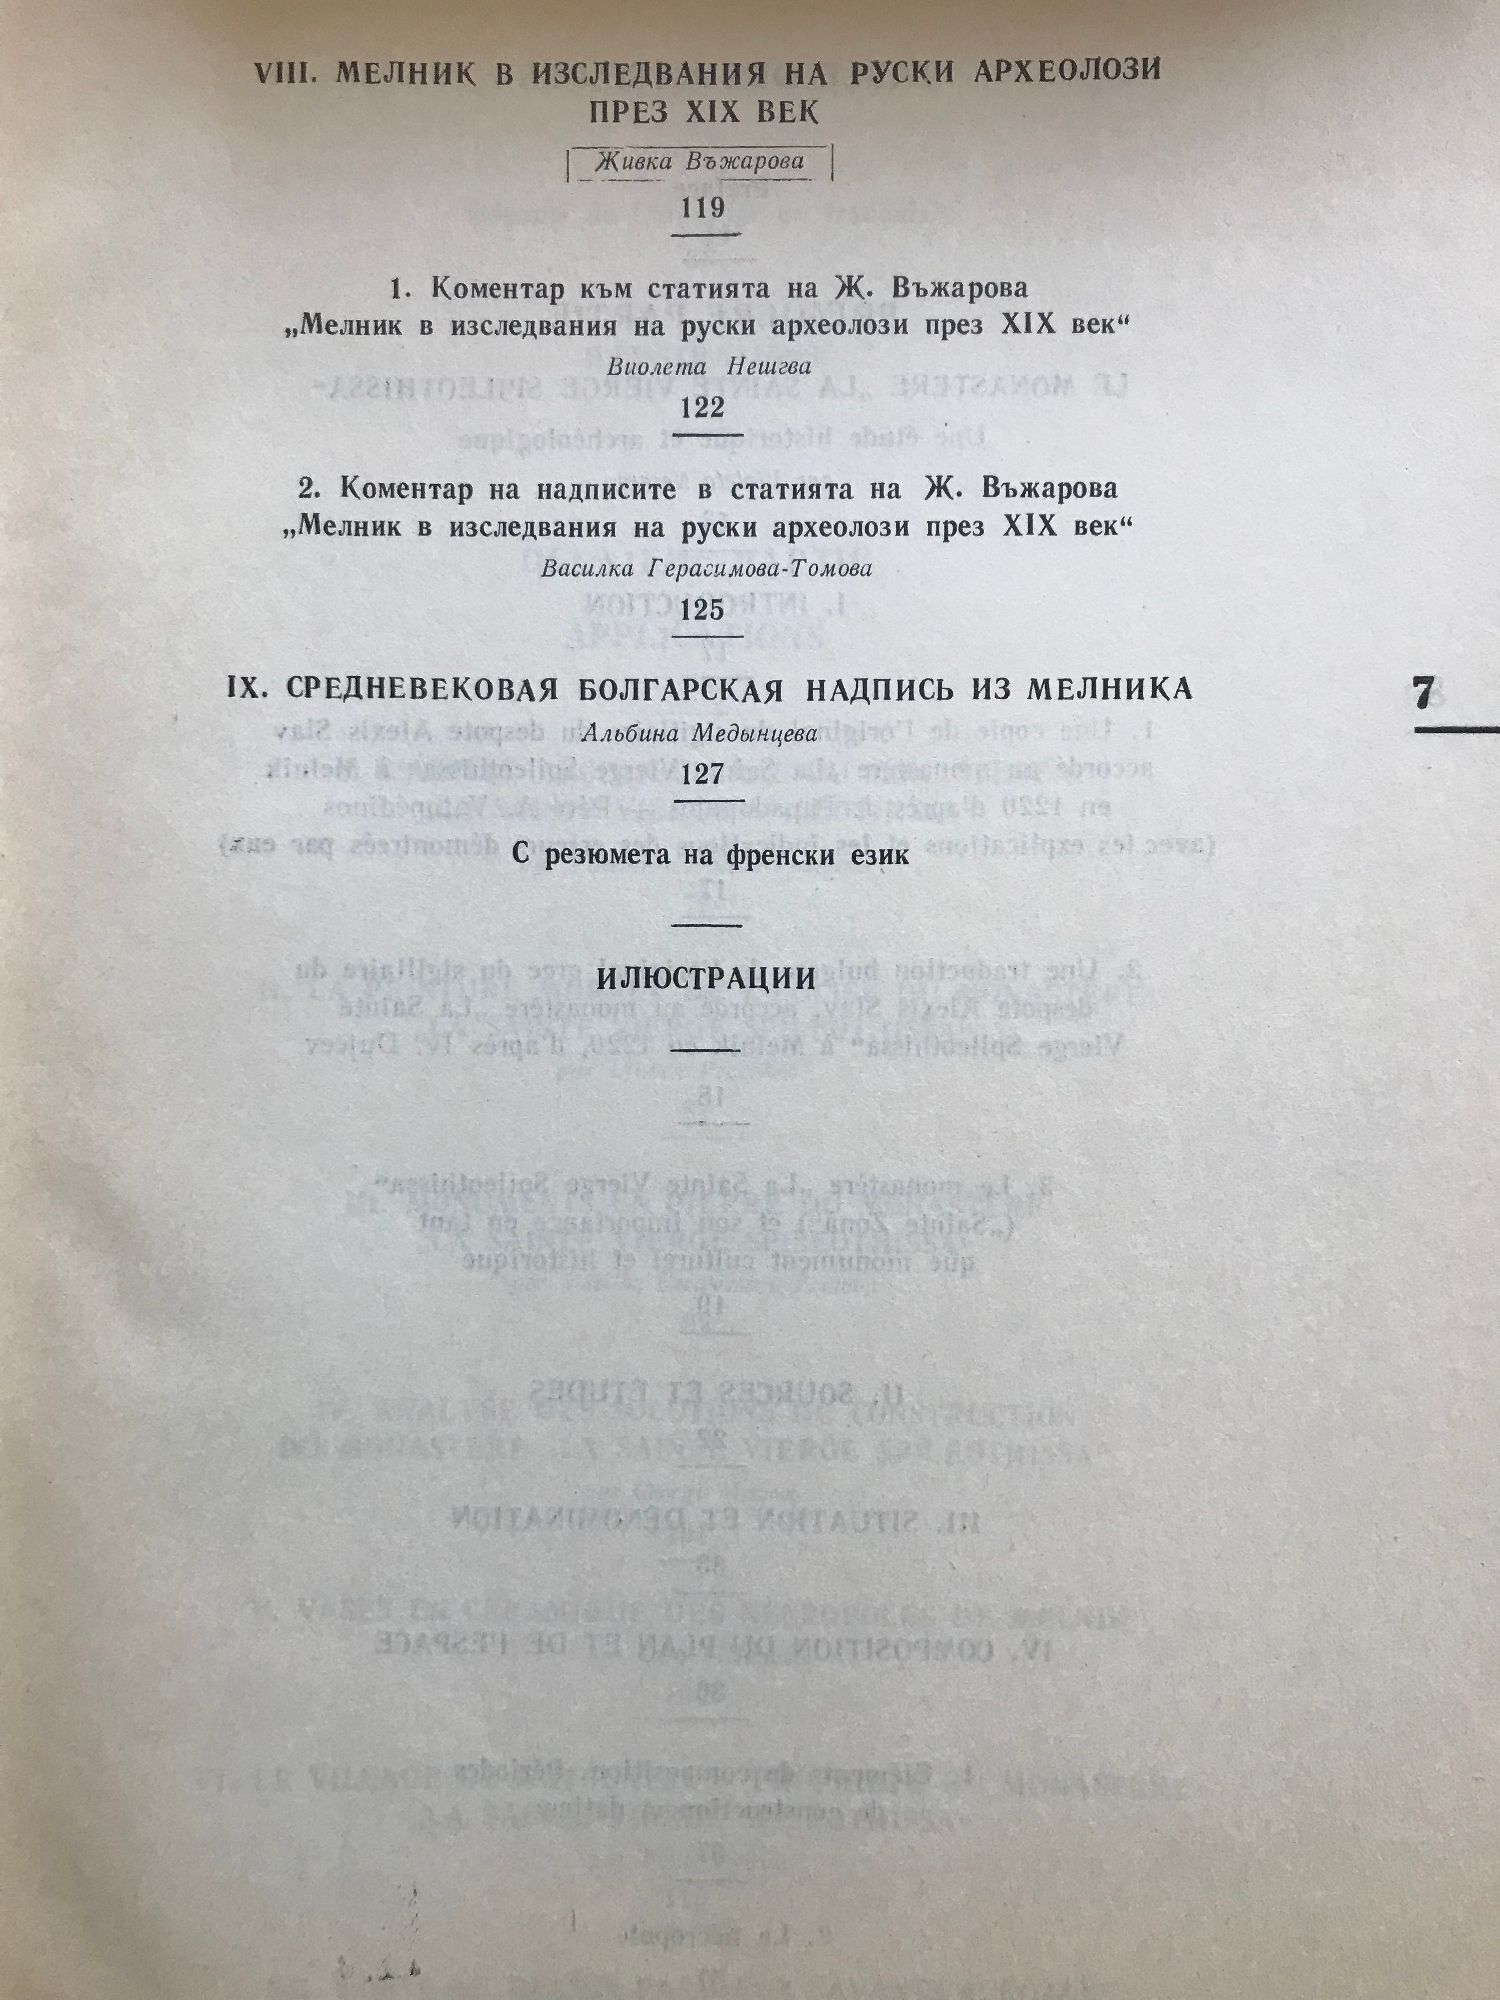 VIII. МЕЛНИК В ИЗСЛЕДВАНИЯ НА РУСКИ АРХЕОЛОЗИ
ПРЕЗ XIX ВЕК
Живка Въжарова
119
1. Коментар към статията на Ж. Въжарова
„Мелник в изследвания на руски археолози през XIX век“
Виолета Нешева
122
2. Коментар на надписите в статията на Ж. Въжарова
„Мелник в изследвания на руски археолози през XIX век“
Василка Герасимова-Томова
125
IX. СРЕДНЕВЕКОВАЯ БОЛГАРСКАЯ НАДПИСЬ ИЗ МЕЛНИКА
7
Альбина Медынцева
127
С резюмета на френски език
ИЛЮСТРАЦИИ